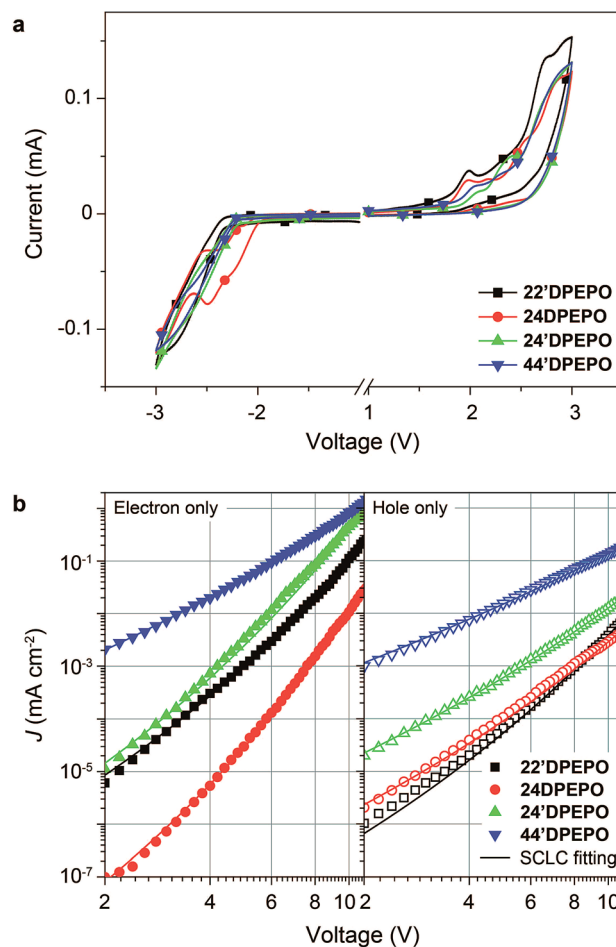 a
0.1
0
-0.1
Current (mA)
22'DPEPO
24DPEPO
24'DPEPO
44'DPEPO
-3 -2 1 2 3
Voltage (V)
b
Electron only Hole only
10⁻¹
10⁻³
10⁻⁵
10⁻⁷
J (mA cm⁻²)
22'DPEPO
24DPEPO
24'DPEPO
44'DPEPO
SCLC fitting
2 4 6 8 10 2 4 6 8 10
Voltage (V) Voltage (V)